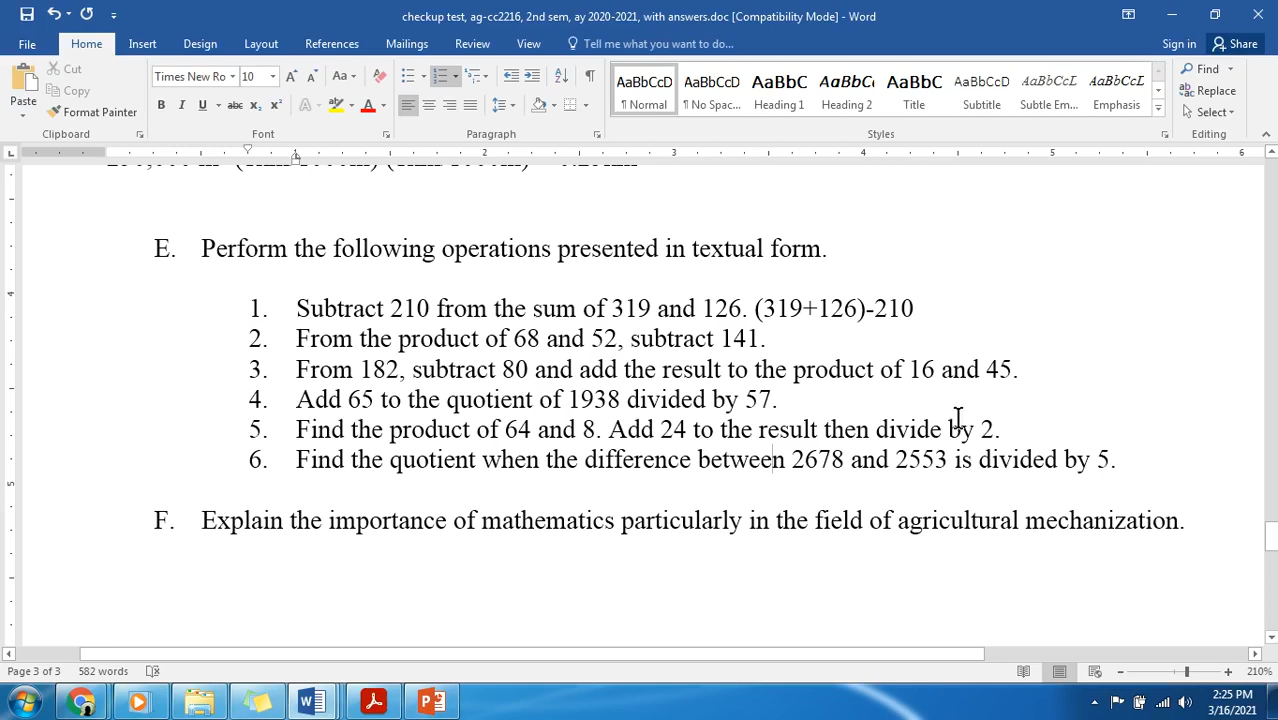 checkup test, ag-cc2216, 2nd sem, ay 2020-2021, with answers.doc [Compatibility Mode] - Word
File Home Insert Design Layout References Mailings Review View Tell me what you want to do... Sign in Share
Paste
Cut
Copy
Format Painter
Clipboard
Times New Ro 10
Font
Paragraph
AaBbCcD AaBbCcD AaBbC AaBbCc AaBbC AaBbCcD AaBbCcL AaBbCcL
¶ Normal ¶ No Spac... Heading 1 Heading 2 Title Subtitle Subtle Em... Emphasis
Styles
Find
Replace
Select
Editing
1 2 3 4 5 6
E. Perform the following operations presented in textual form.
1. Subtract 210 from the sum of 319 and 126. (319+126)-210
2. From the product of 68 and 52, subtract 141.
3. From 182, subtract 80 and add the result to the product of 16 and 45.
4. Add 65 to the quotient of 1938 divided by 57.
5. Find the product of 64 and 8. Add 24 to the result then divide by 2.
6. Find the quotient when the difference between 2678 and 2553 is divided by 5.
F. Explain the importance of mathematics particularly in the field of agricultural mechanization.
Page 3 of 3 582 words 210%
2:25 PM
3/16/2021